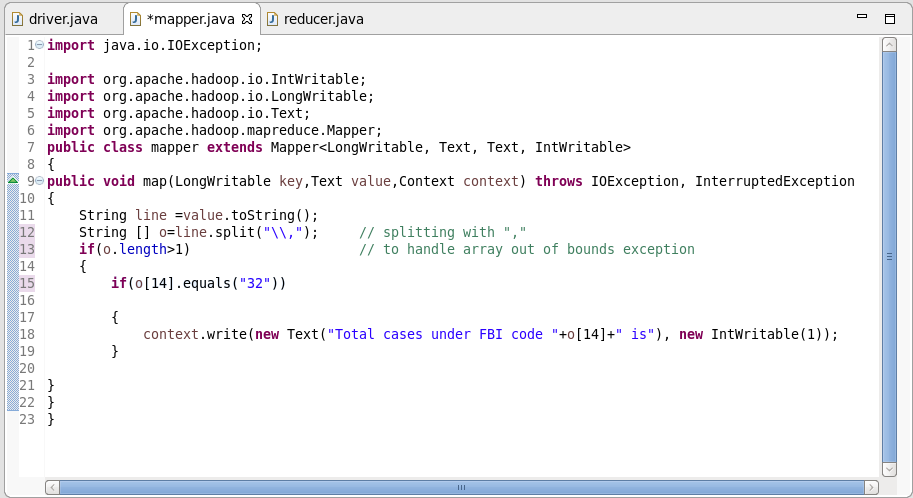 driver.java *mapper.java reducer.java
1 import java.io.IOException;
2
3 import org.apache.hadoop.io.IntWritable;
4 import org.apache.hadoop.io.LongWritable;
5 import org.apache.hadoop.io.Text;
6 import org.apache.hadoop.mapreduce.Mapper;
7 public class mapper extends Mapper<LongWritable, Text, Text, IntWritable>
8 {
9 public void map(LongWritable key,Text value,Context context) throws IOException, InterruptedException
10 {
11     String line =value.toString();
12     String [] o=line.split("\\,");     // splitting with ","
13     if(o.length>1)                     // to handle array out of bounds exception
14     {
15         if(o[14].equals("32"))
16
17         {
18             context.write(new Text("Total cases under FBI code "+o[14]+" is"), new IntWritable(1));
19         }
20
21 }
22 }
23 }